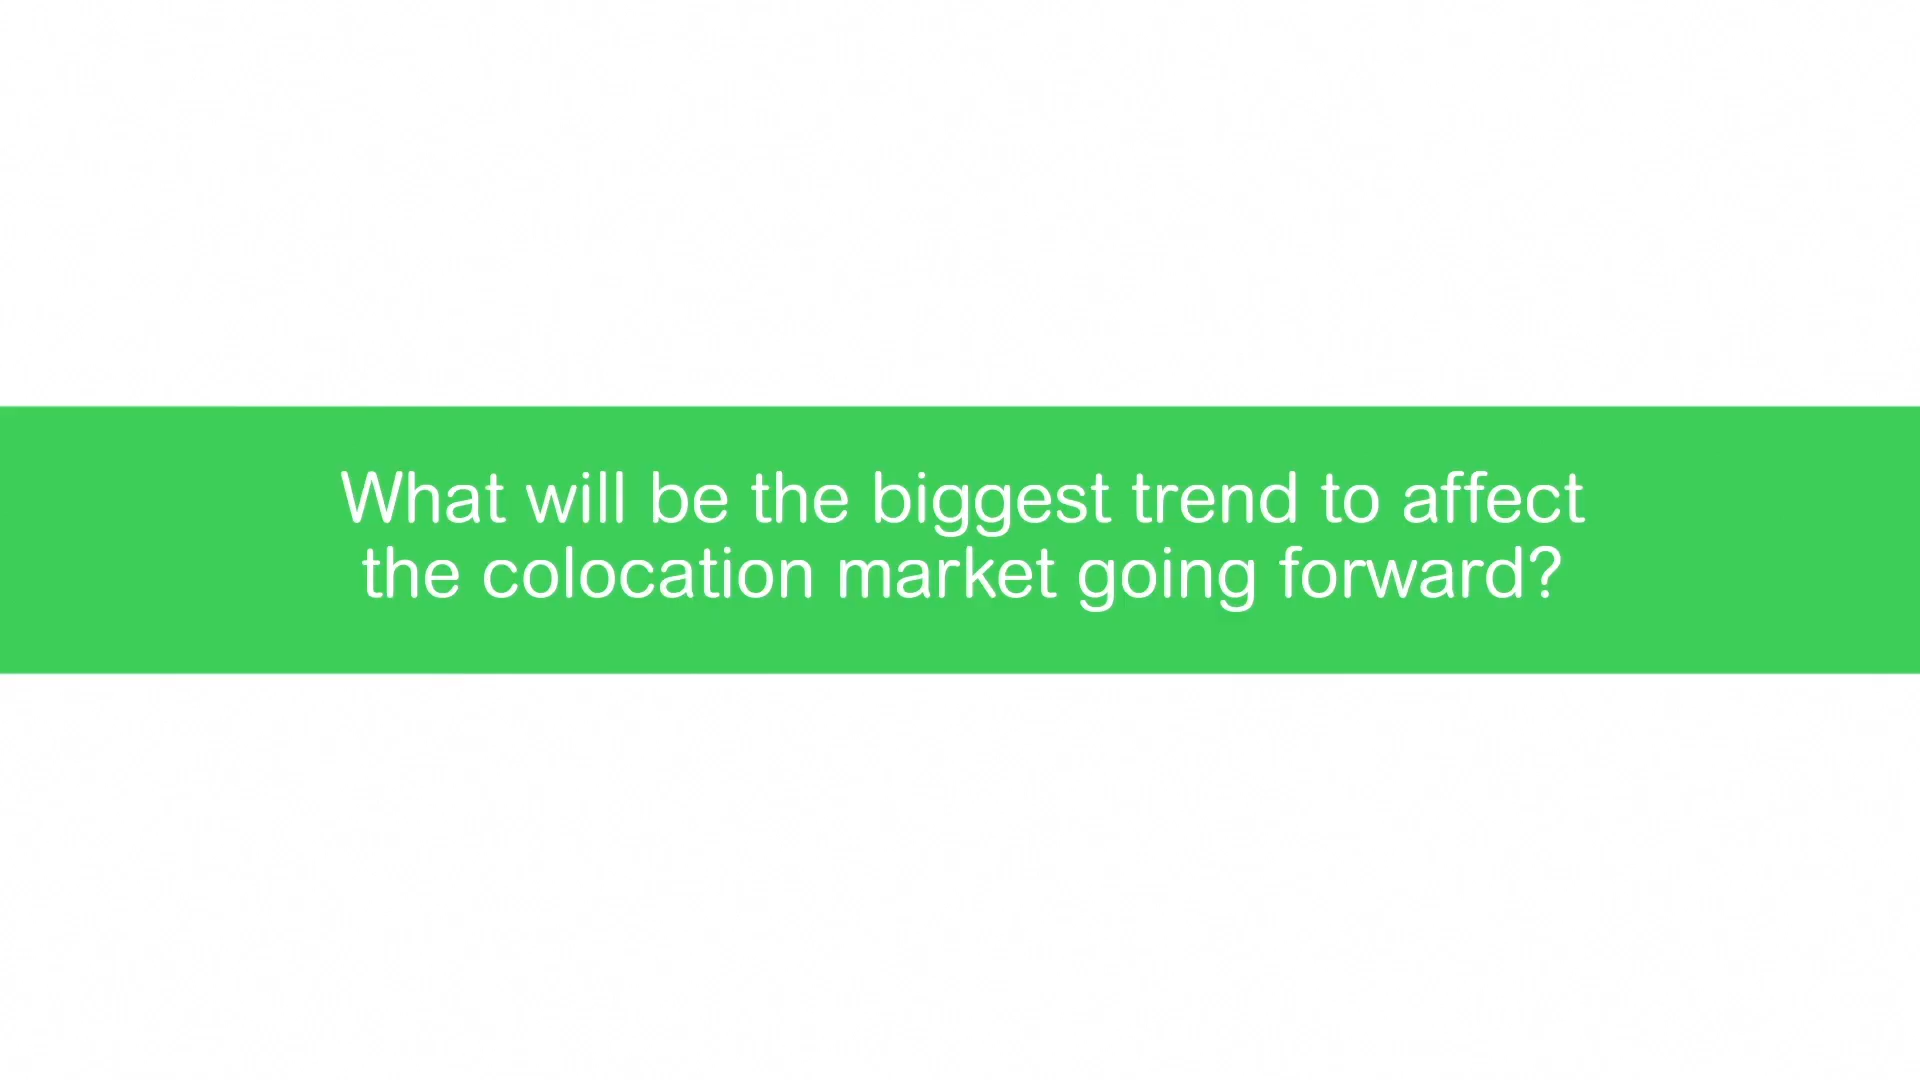 What will be the biggest trend to affect
the colocation market going forward?